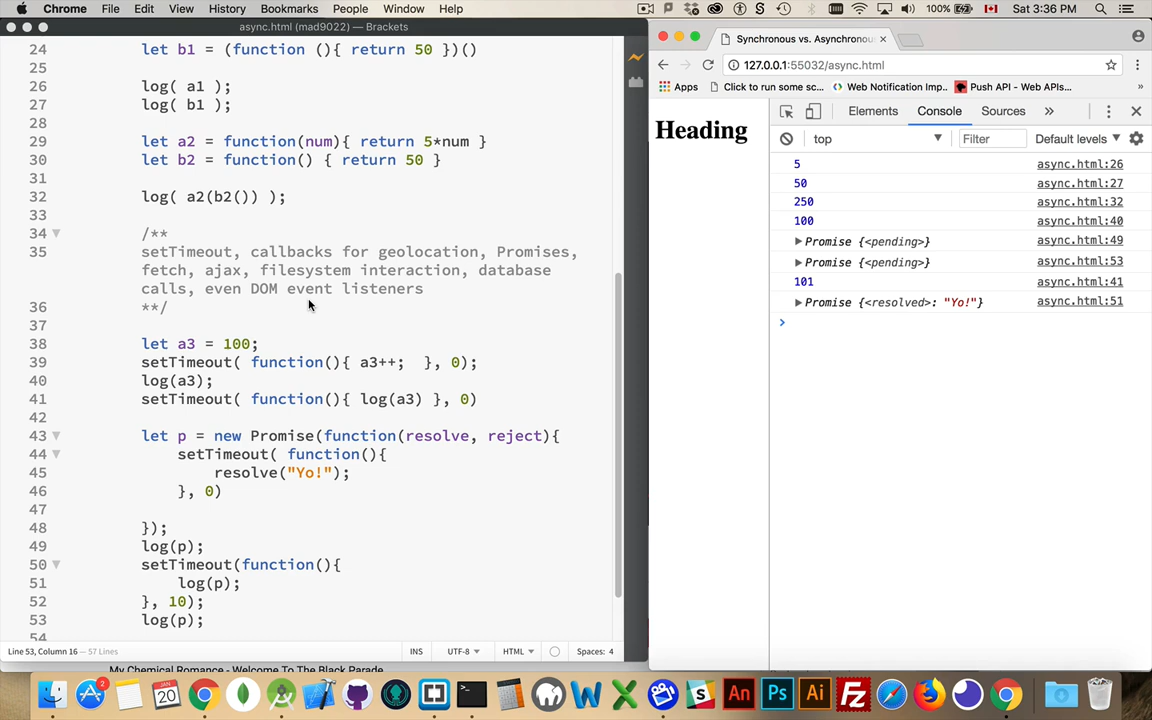 Chrome File Edit View History Bookmarks People Window Help 100% Sat 3:36 PM
async.html (mad9022) — Brackets
24 let b1 = (function (){ return 50 })()
25
26 log( a1 );
27 log( b1 );
28
29 let a2 = function(num){ return 5*num }
30 let b2 = function() { return 50 }
31
32 log( a2(b2()) );
33
34 /**
35 setTimeout, callbacks for geolocation, Promises,
fetch, ajax, filesystem interaction, database
calls, even DOM event listeners
36 **/
37
38 let a3 = 100;
39 setTimeout( function(){ a3++; }, 0);
40 log(a3);
41 setTimeout( function(){ log(a3) }, 0)
42
43 let p = new Promise(function(resolve, reject){
44 setTimeout( function(){
45 resolve("Yo!");
46 }, 0)
47
48 });
49 log(p);
50 setTimeout(function(){
51 log(p);
52 }, 10);
53 log(p);
54
Line 53, Column 16 — 57 Lines INS UTF-8 HTML Spaces: 4
My Chemical Romance - Welcome To The Black Parade
Synchronous vs. Asynchronou
127.0.0.1:55032/async.html
Apps Click to run some sc... Web Notification Imp.. Push API - Web APIs... »
Heading
Elements Console Sources »
top Filter Default levels
5 async.html:26
50 async.html:27
250 async.html:32
100 async.html:40
Promise {<pending>} async.html:49
Promise {<pending>} async.html:53
101 async.html:41
Promise {<resolved>: "Yo!"} async.html:51
JAN
20
2
An Ps Ai Fz